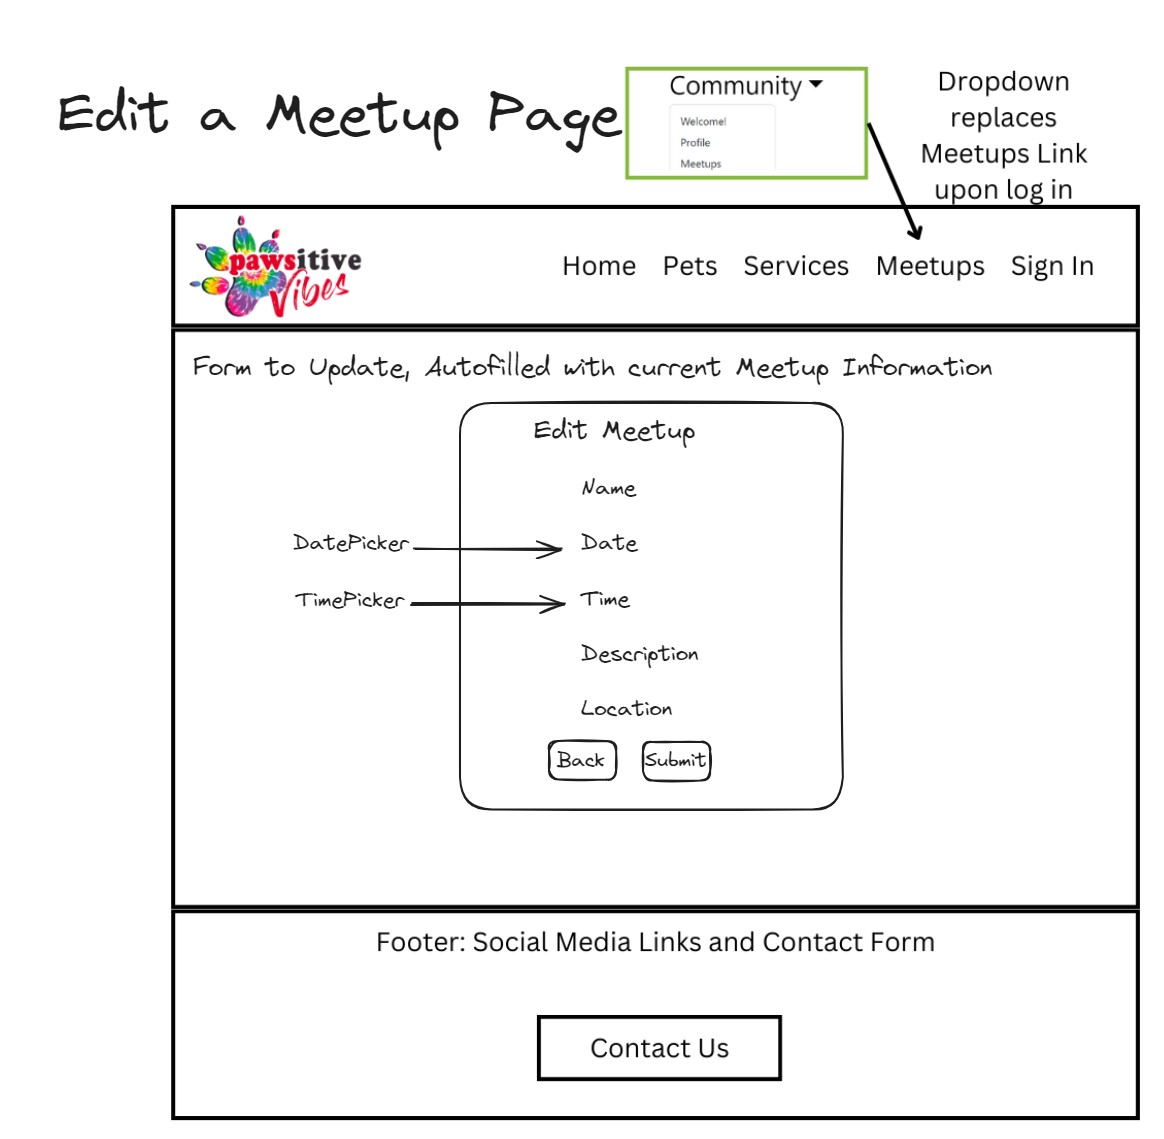 Edit a Meetup Page
Community
Welcome!
Profile
Meetups
Dropdown
replaces
Meetups Link
upon log in
pawsitive
Vibes
Home Pets Services Meetups Sign In
Form to Update, Autofilled with current Meetup Information
Edit Meetup
Name
DatePicker Date
TimePicker Time
Description
Location
Back Submit
Footer: Social Media Links and Contact Form
Contact Us